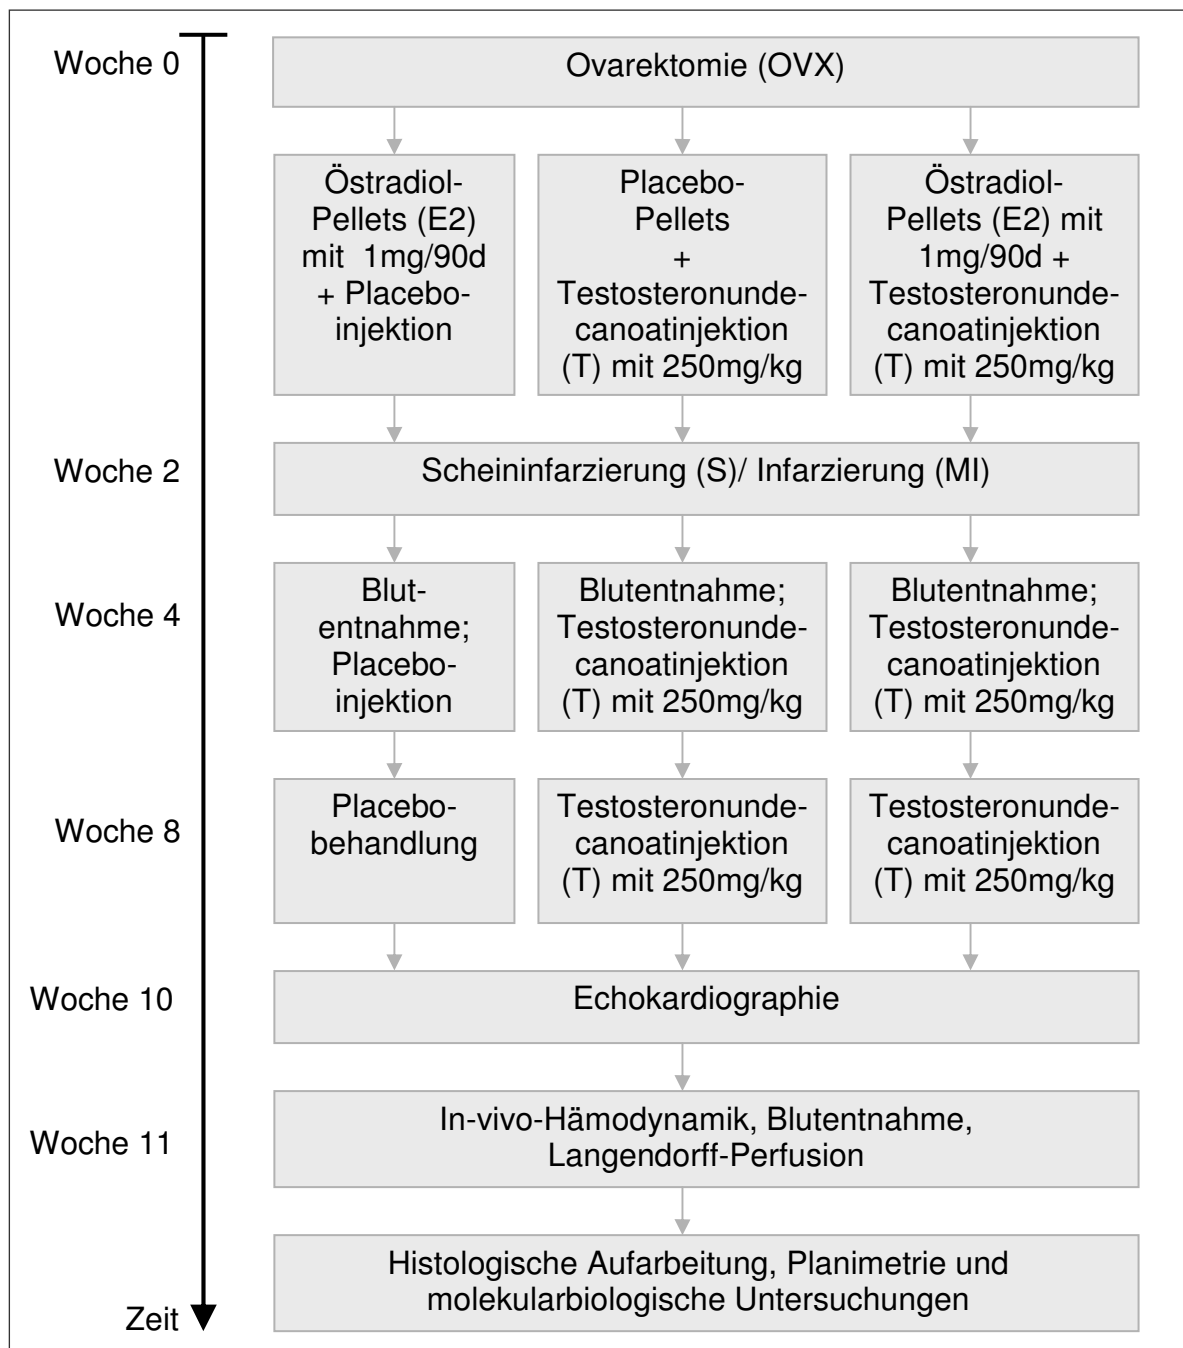 Woche 0
Ovarektomie (OVX)
Östradiol-
Pellets (E2)
mit 1mg/90d
+ Placebo-
injektion
Placebo-
Pellets
+
Testosteronunde-
canoatinjektion
(T) mit 250mg/kg
Östradiol-
Pellets (E2) mit
1mg/90d +
Testosteronunde-
canoatinjektion
(T) mit 250mg/kg
Woche 2
Scheininfarzierung (S)/ Infarzierung (MI)
Woche 4
Blut-
entnahme;
Placebo-
injektion
Blutentnahme;
Testosteronunde-
canoatinjektion
(T) mit 250mg/kg
Blutentnahme;
Testosteronunde-
canoatinjektion
(T) mit 250mg/kg
Woche 8
Placebo-
behandlung
Testosteronunde-
canoatinjektion
(T) mit 250mg/kg
Testosteronunde-
canoatinjektion
(T) mit 250mg/kg
Woche 10
Echokardiographie
Woche 11
In-vivo-Hämodynamik, Blutentnahme,
Langendorff-Perfusion
Histologische Aufarbeitung, Planimetrie und
molekularbiologische Untersuchungen
Zeit